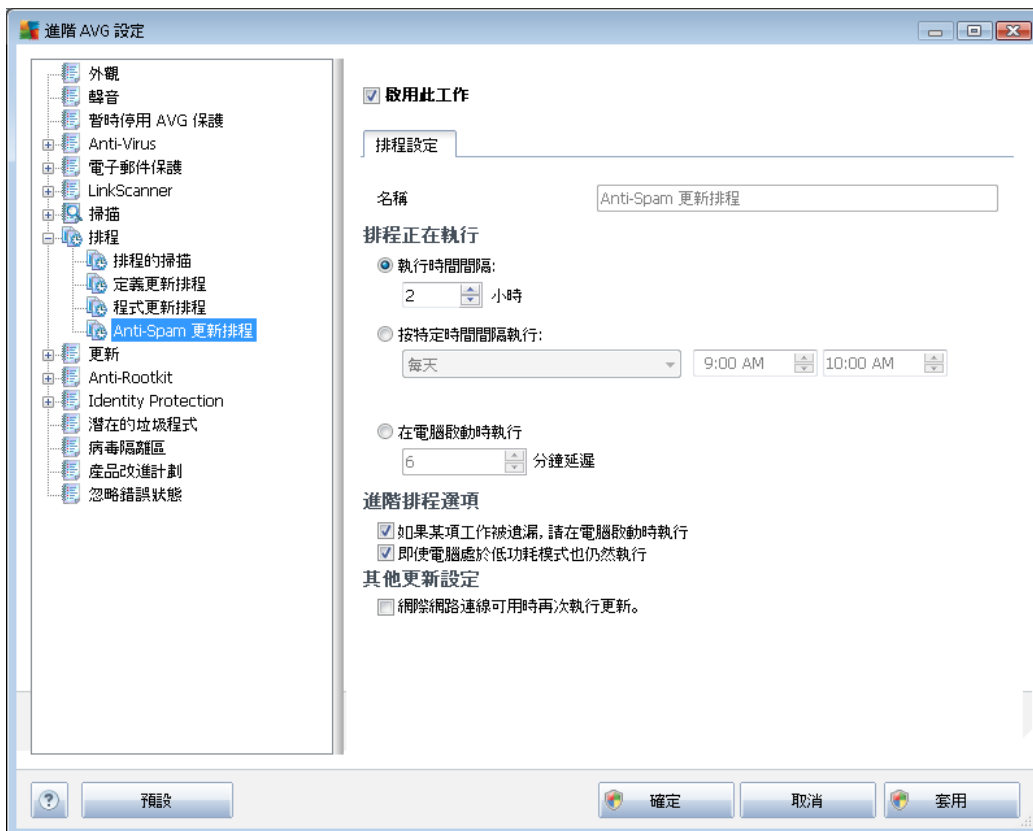 進階 AVG 設定
外觀
聲音
暫時停用 AVG 保護
Anti-Virus
電子郵件保護
LinkScanner
掃描
排程
排程的掃描
定義更新排程
程式更新排程
Anti-Spam 更新排程
更新
Anti-Rootkit
Identity Protection
潛在的垃圾程式
病毒隔離區
產品改進計劃
忽略錯誤狀態
啟用此工作
排程設定
名稱 Anti-Spam 更新排程
排程正在執行
執行時間間隔:
2 小時
按特定時間間隔執行:
每天 9:00 AM 10:00 AM
在電腦啟動時執行
6 分鐘延遲
進階排程選項
如果某項工作被遺漏, 請在電腦啟動時執行
即使電腦處於低功耗模式也仍然執行
其他更新設定
網際網路連線可用時再次執行更新。
? 預設 確定 取消 套用